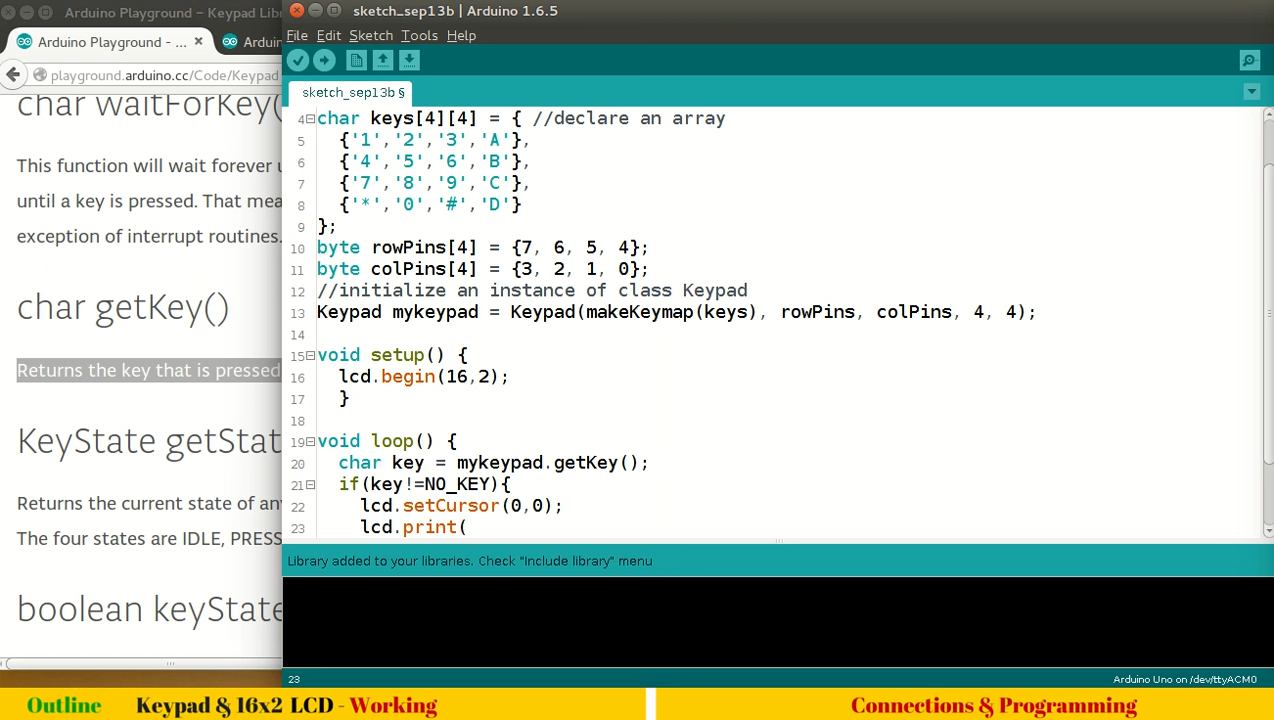 Arduino Playground – Keypad Lib
Arduino Playground - ...
Arduin
playground.arduino.cc/Code/Keypad
char waitForKey(
This function will wait forever u
until a key is pressed. That mea
exception of interrupt routines.
char getKey()
Returns the key that is pressed
KeyState getStat
Returns the current state of an
The four states are IDLE, PRESS
boolean keyState
sketch_sep13b | Arduino 1.6.5
File Edit Sketch Tools Help
sketch_sep13b §
4 char keys[4][4] = { //declare an array
5 {'1','2','3','A'},
6 {'4','5','6','B'},
7 {'7','8','9','C'},
8 {'*','0','#','D'}
9 };
10 byte rowPins[4] = {7, 6, 5, 4};
11 byte colPins[4] = {3, 2, 1, 0};
12 //initialize an instance of class Keypad
13 Keypad mykeypad = Keypad(makeKeymap(keys), rowPins, colPins, 4, 4);
14
15 void setup() {
16 lcd.begin(16,2);
17 }
18
19 void loop() {
20 char key = mykeypad.getKey();
21 if(key!=NO_KEY){
22 lcd.setCursor(0,0);
23 lcd.print(
Library added to your libraries. Check "Include library" menu
23
Arduino Uno on /dev/ttyACM0
Outline Keypad & 16x2 LCD - Working
Connections & Programming